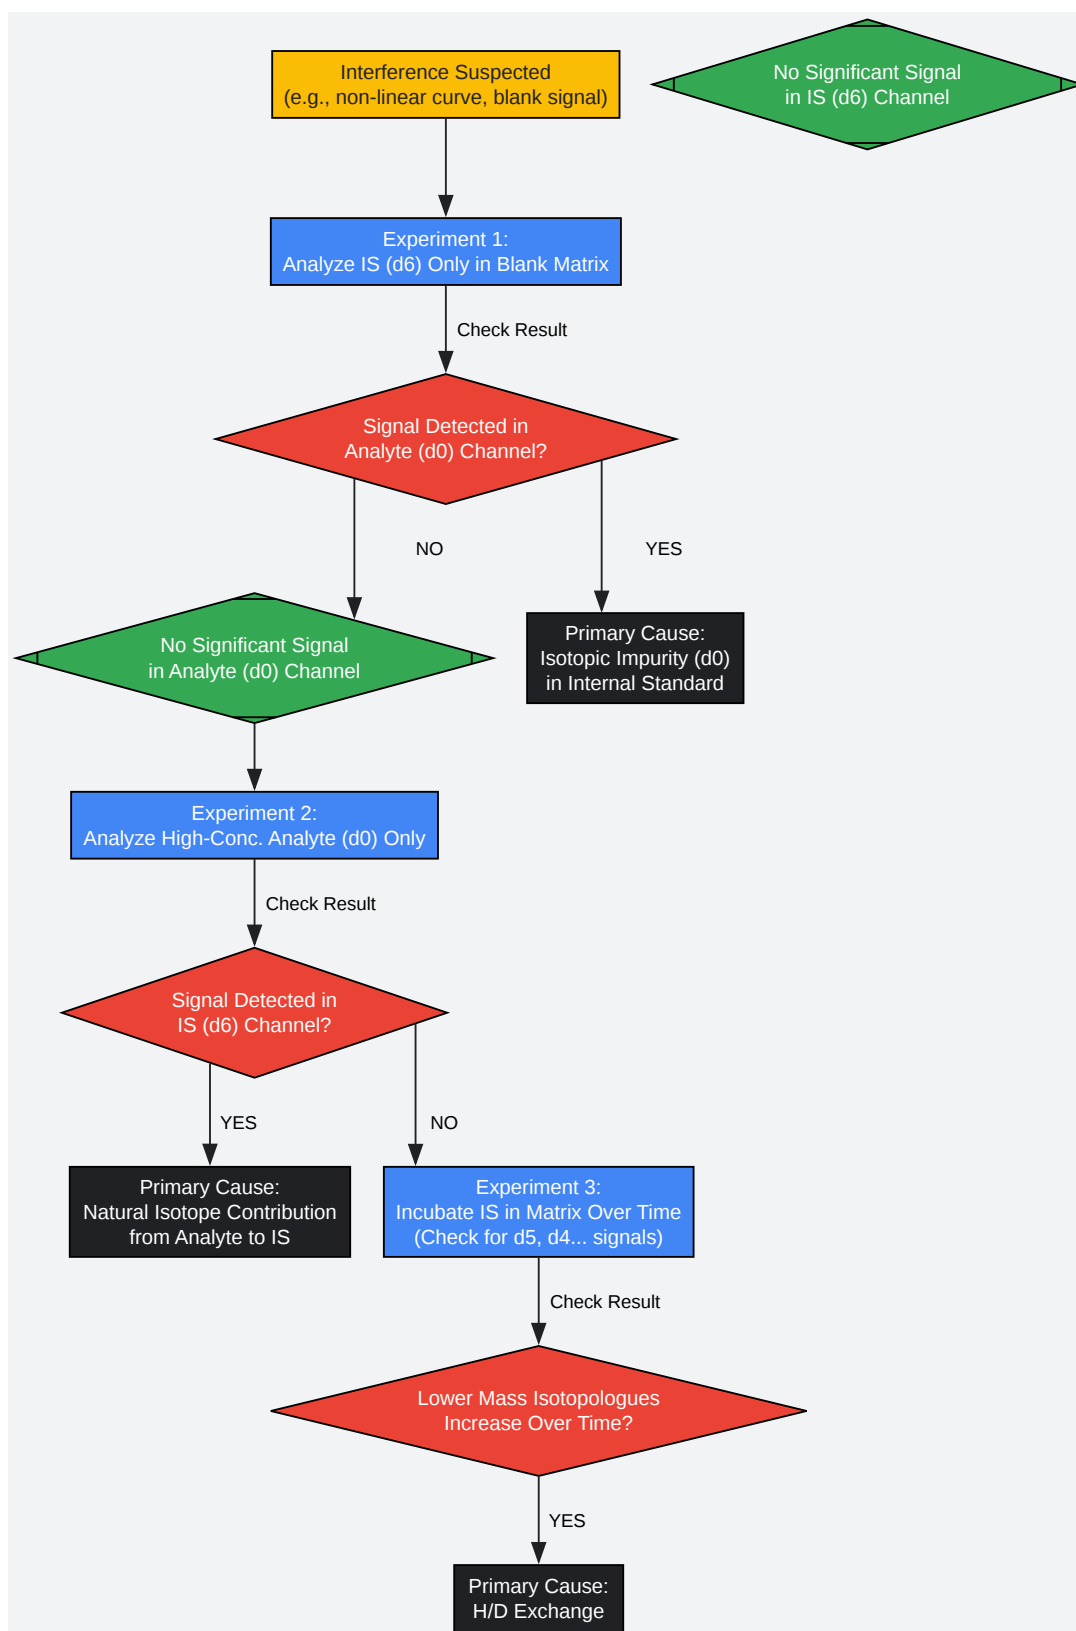 Interference Suspected
(e.g., non-linear curve, blank signal)
No Significant Signal
in IS (d6) Channel
Experiment 1:
Analyze IS (d6) Only in Blank Matrix
Check Result
Signal Detected in
Analyte (d0) Channel?
NO
YES
No Significant Signal
in Analyte (d0) Channel
Primary Cause:
Isotopic Impurity (d0)
in Internal Standard
Experiment 2:
Analyze High-Conc. Analyte (d0) Only
Check Result
Signal Detected in
IS (d6) Channel?
YES
NO
Primary Cause:
Natural Isotope Contribution
from Analyte to IS
Experiment 3:
Incubate IS in Matrix Over Time
(Check for d5, d4... signals)
Check Result
Lower Mass Isotopologues
Increase Over Time?
YES
Primary Cause:
H/D Exchange